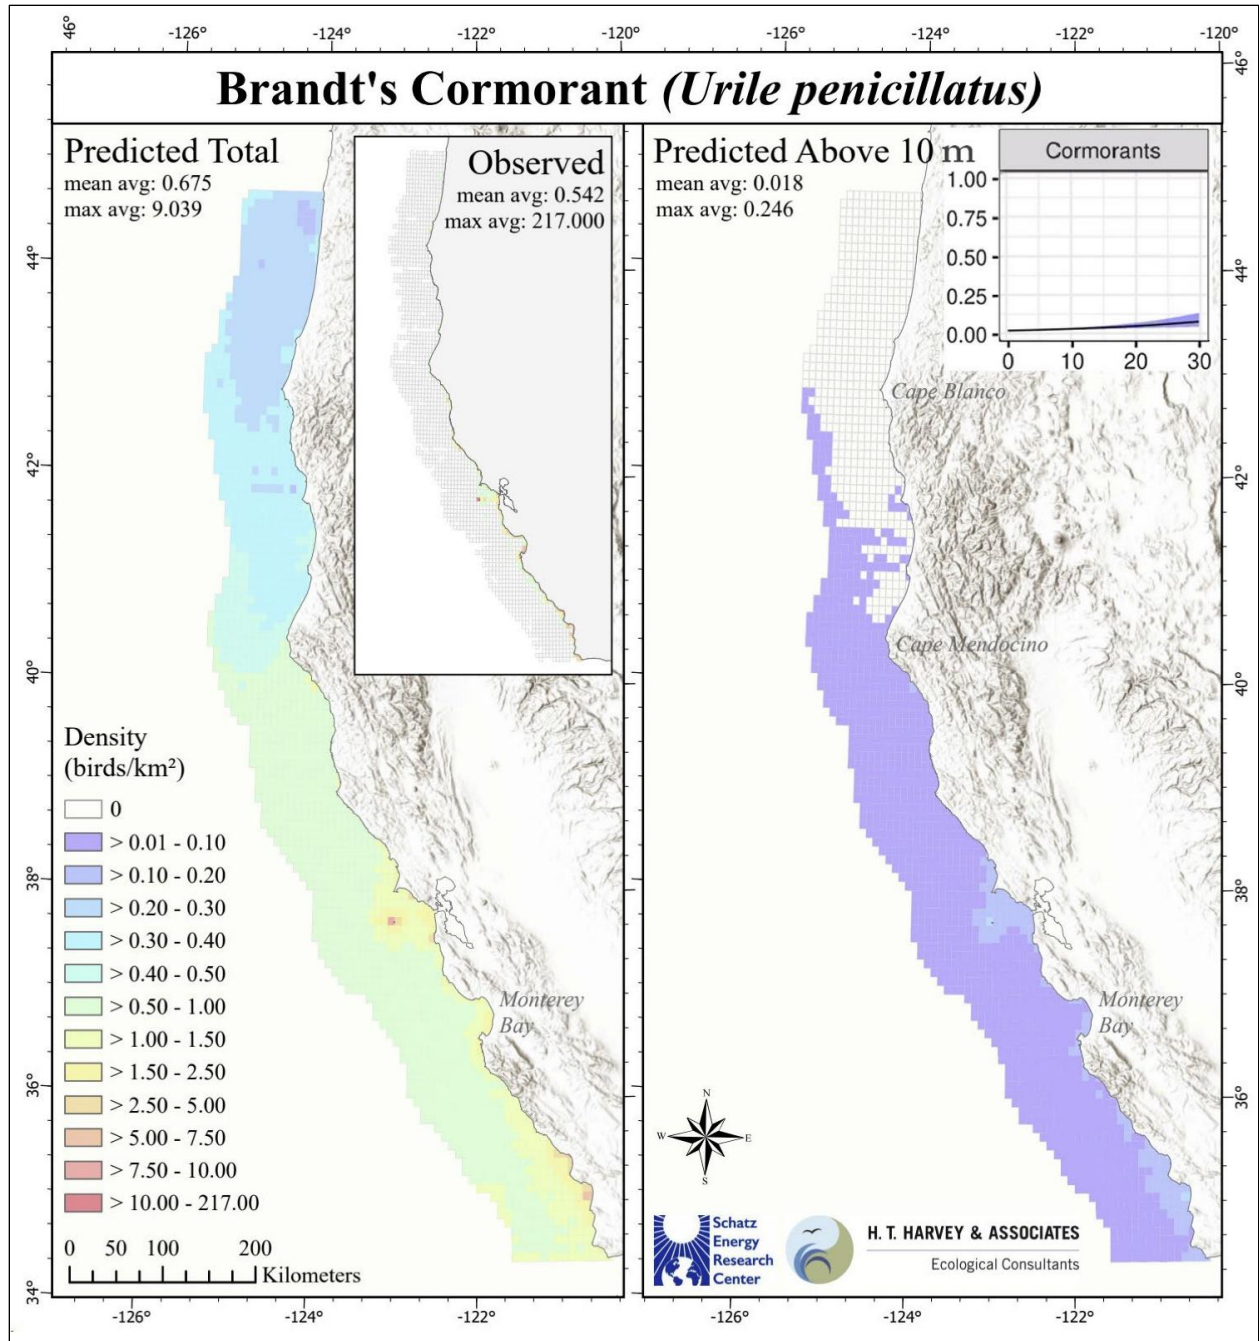 46°
-126°
-124°
-122°
-120°
-126°
-124°
-122°
-120°
46°
Brandt's Cormorant (Urile penicillatus)
Predicted Total
mean avg: 0.675
max avg: 9.039
Observed
mean avg: 0.542
max avg: 217.000
Predicted Above 10 m
mean avg: 0.018
max avg: 0.246
Cormorants
1.00
0.75
0.50
0.25
0.00
0
10
20
30
44°
42°
40°
38°
36°
34°
44°
42°
40°
38°
36°
Cape Blanco
Cape Mendocino
Monterey
Bay
Monterey
Bay
Density
(birds/km²)
0
> 0.01 - 0.10
> 0.10 - 0.20
> 0.20 - 0.30
> 0.30 - 0.40
> 0.40 - 0.50
> 0.50 - 1.00
> 1.00 - 1.50
> 1.50 - 2.50
> 2.50 - 5.00
> 5.00 - 7.50
> 7.50 - 10.00
> 10.00 - 217.00
0 50 100 200
Kilometers
N
W E
S
Schatz
Energy
Research
Center
H. T. HARVEY & ASSOCIATES
Ecological Consultants
-126°
-124°
-122°
-126°
-124°
-122°